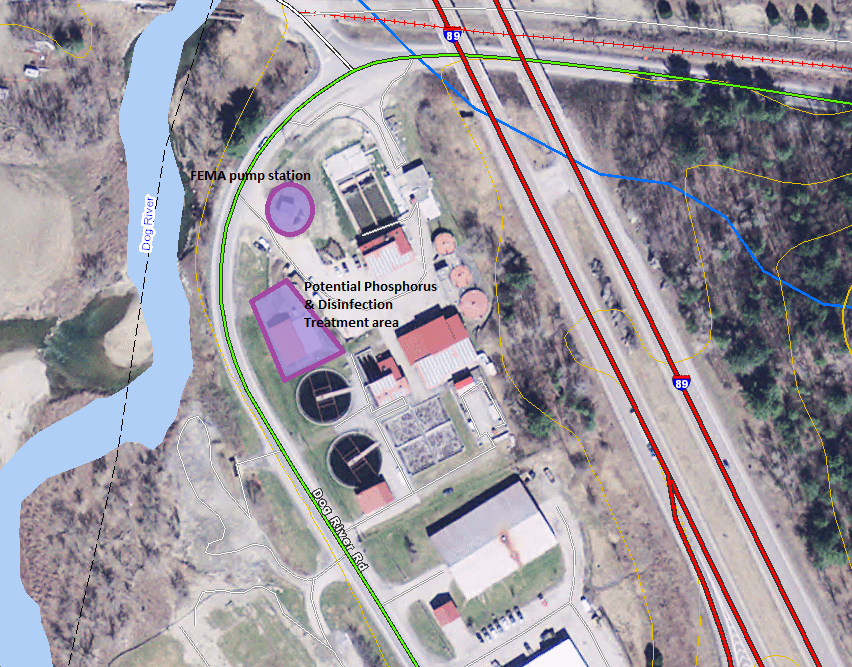 89
FEMA pump station
Dog River
Potential Phosphorus
& Disinfection
Treatment area
89
Dog River Rd